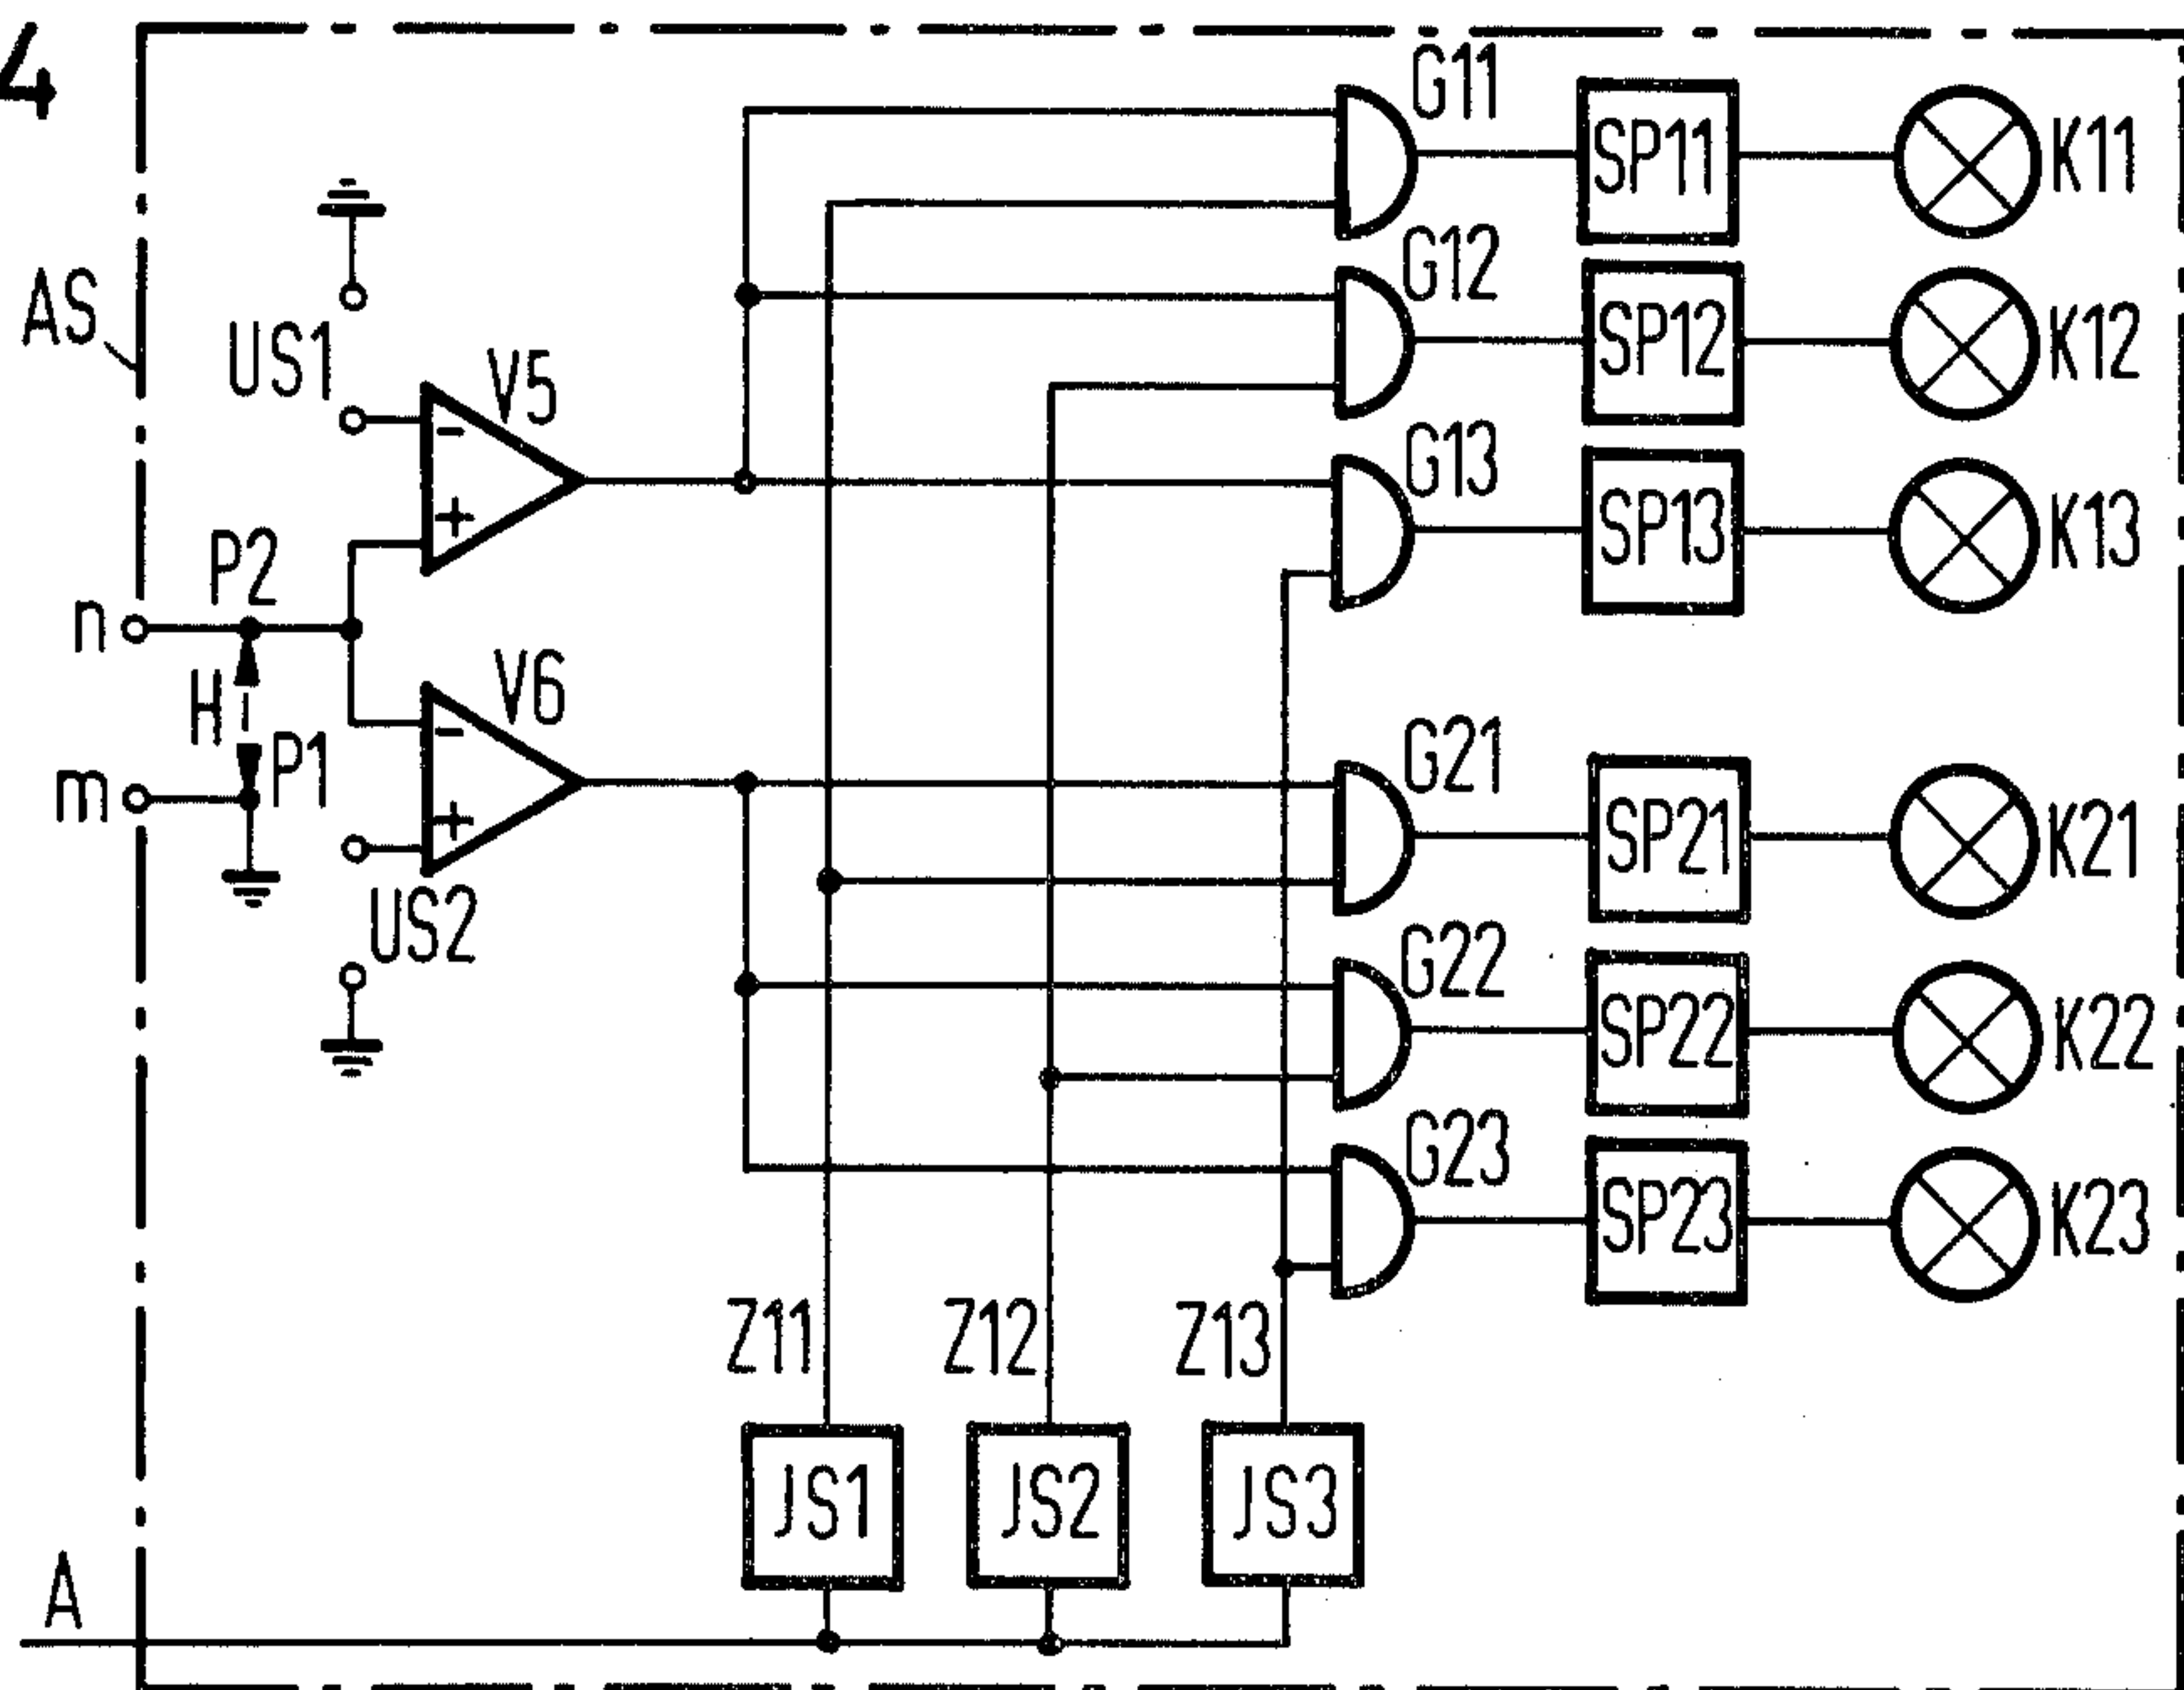 4
G11
SP11
K11
G12
SP12
K12
AS
US1
V5
-
+
G13
SP13
K13
P2
n
H
V6
-
+
P1
m
G21
SP21
K21
US2
G22
SP22
K22
G23
SP23
K23
Z11
Z12
Z13
JS1
JS2
JS3
A